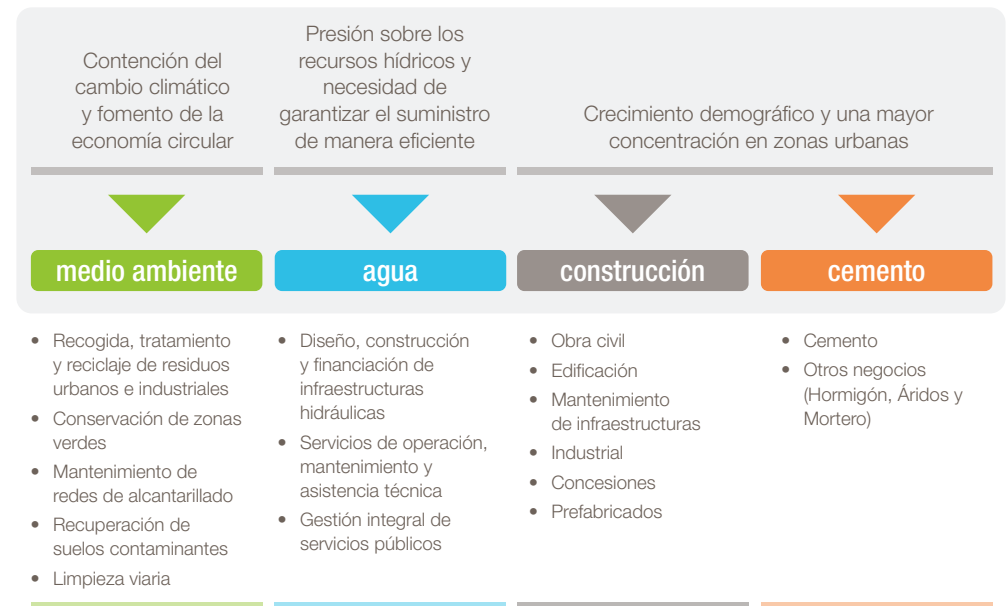 Contención del
cambio climático
y fomento de la
economía circular
Presión sobre los
recursos hídricos y
necesidad de
garantizar el suministro
de manera eficiente
Crecimiento demográfico y una mayor
concentración en zonas urbanas
medio ambiente
agua
construcción
cemento
• Recogida, tratamiento
y reciclaje de residuos
urbanos e industriales
• Conservación de zonas
verdes
• Mantenimiento de
redes de alcantarillado
• Recuperación de
suelos contaminantes
• Limpieza viaria
• Diseño, construcción
y financiación de
infraestructuras
hidráulicas
• Servicios de operación,
mantenimiento y
asistencia técnica
• Gestión integral de
servicios públicos
• Obra civil
• Edificación
• Mantenimiento
de infraestructuras
• Industrial
• Concesiones
• Prefabricados
• Cemento
• Otros negocios
(Hormigón, Áridos y
Mortero)